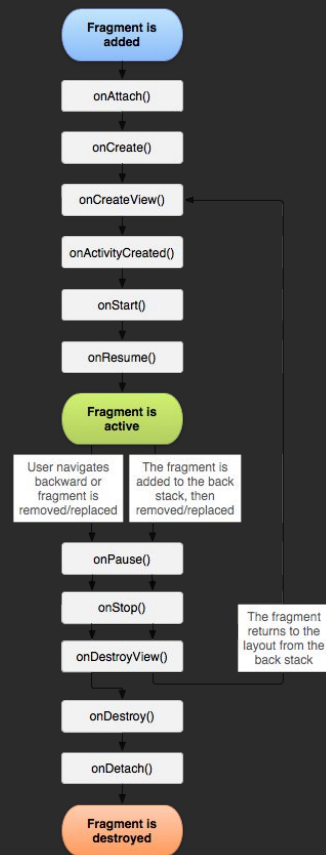 Fragment is
added
onAttach()
onCreate()
onCreateView()
onActivityCreated()
onStart()
onResume()
Fragment is
active
User navigates
backward or
fragment is
removed/replaced
The fragment is
added to the back
stack, then
removed/replaced
onPause()
onStop()
onDestroyView()
The fragment
returns to the
layout from the
back stack
onDestroy()
onDetach()
Fragment is
destroyed